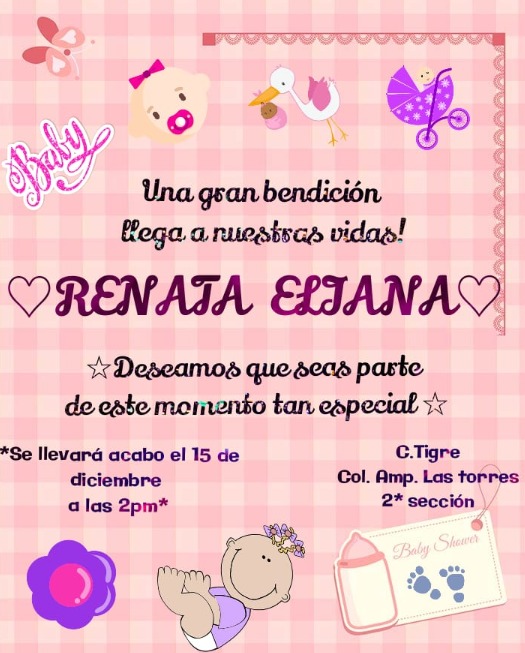 Baby
Una gran bendición
llega a nuestras vidas!
♡RENATA ELIANA♡
☆Deseamos que seas parte
de este momento tan especial ☆
*Se llevará acabo el 15 de
diciembre
a las 2pm*
C.Tigre
Col. Amp. Las torres
2* sección
Baby Shower